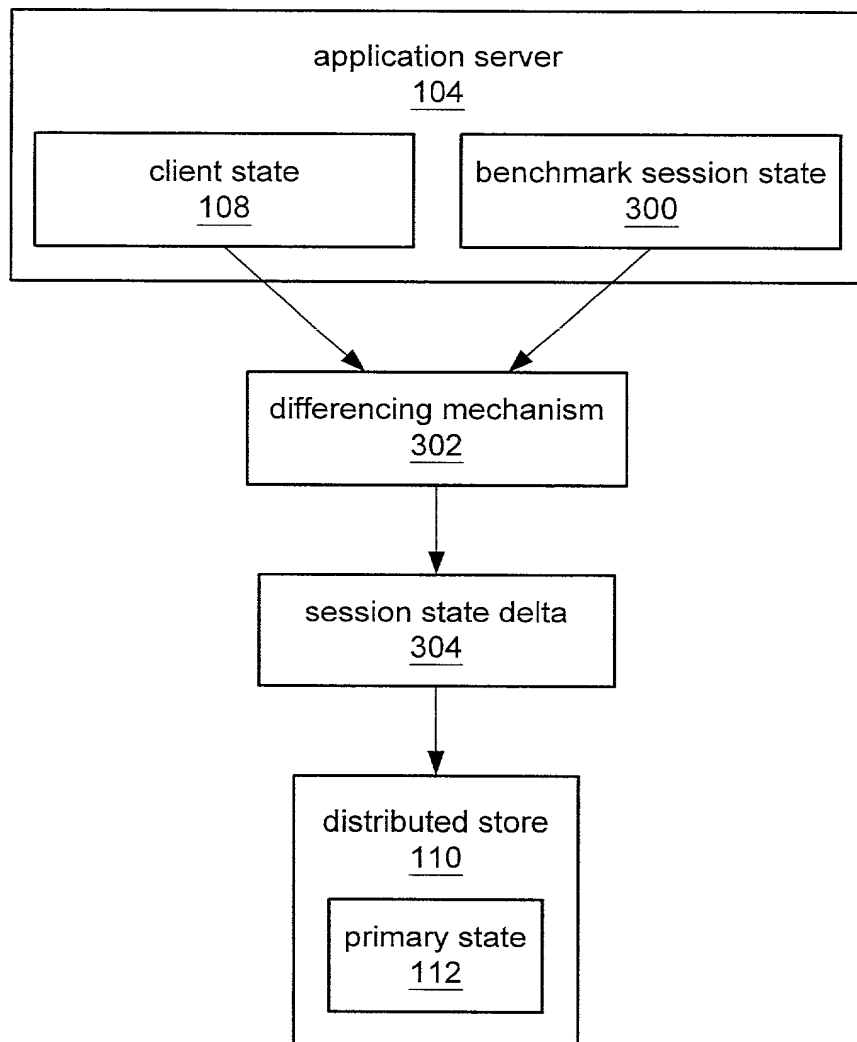 application server
104
client state
108
benchmark session state
300
differencing mechanism
302
session state delta
304
distributed store
110
primary state
112